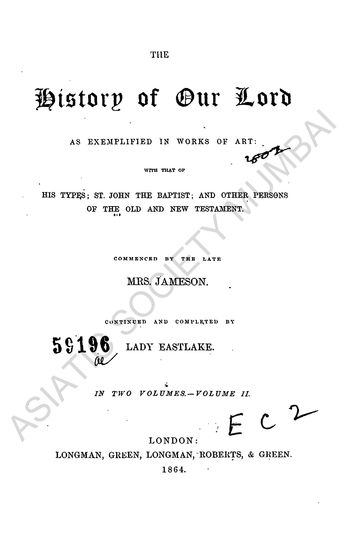 THE
History of Our Lord
AS EXEMPLIFIED IN WORKS OF ART:
WITH THAT OF
HIS TYPES; ST. JOHN THE BAPTIST; AND OTHER PERSONS
OF THE OLD AND NEW TESTAMENT.
COMMENCED BY THE LATE
MRS. JAMESON.
CONTINUED AND COMPLETED BY
59196
LADY EASTLAKE.
IN TWO VOLUMES.—VOLUME II.
E C 2
LONDON:
LONGMAN, GREEN, LONGMAN, ROBERTS, & GREEN.
1864.
ASIATIC SOCIETY MUMBAI